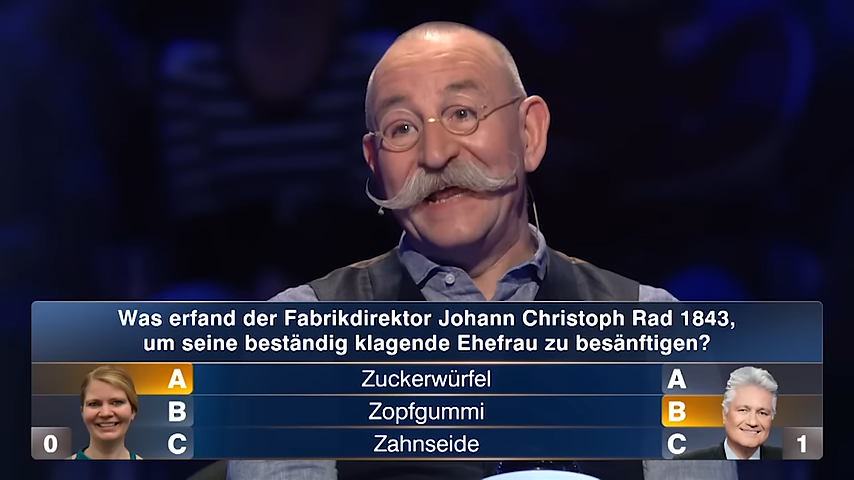 Was erfand der Fabrikdirektor Johann Christoph Rad 1843,
um seine beständig klagende Ehefrau zu besänftigen?
A Zuckerwürfel A
B Zopfgummi B
0 C Zahnseide C 1